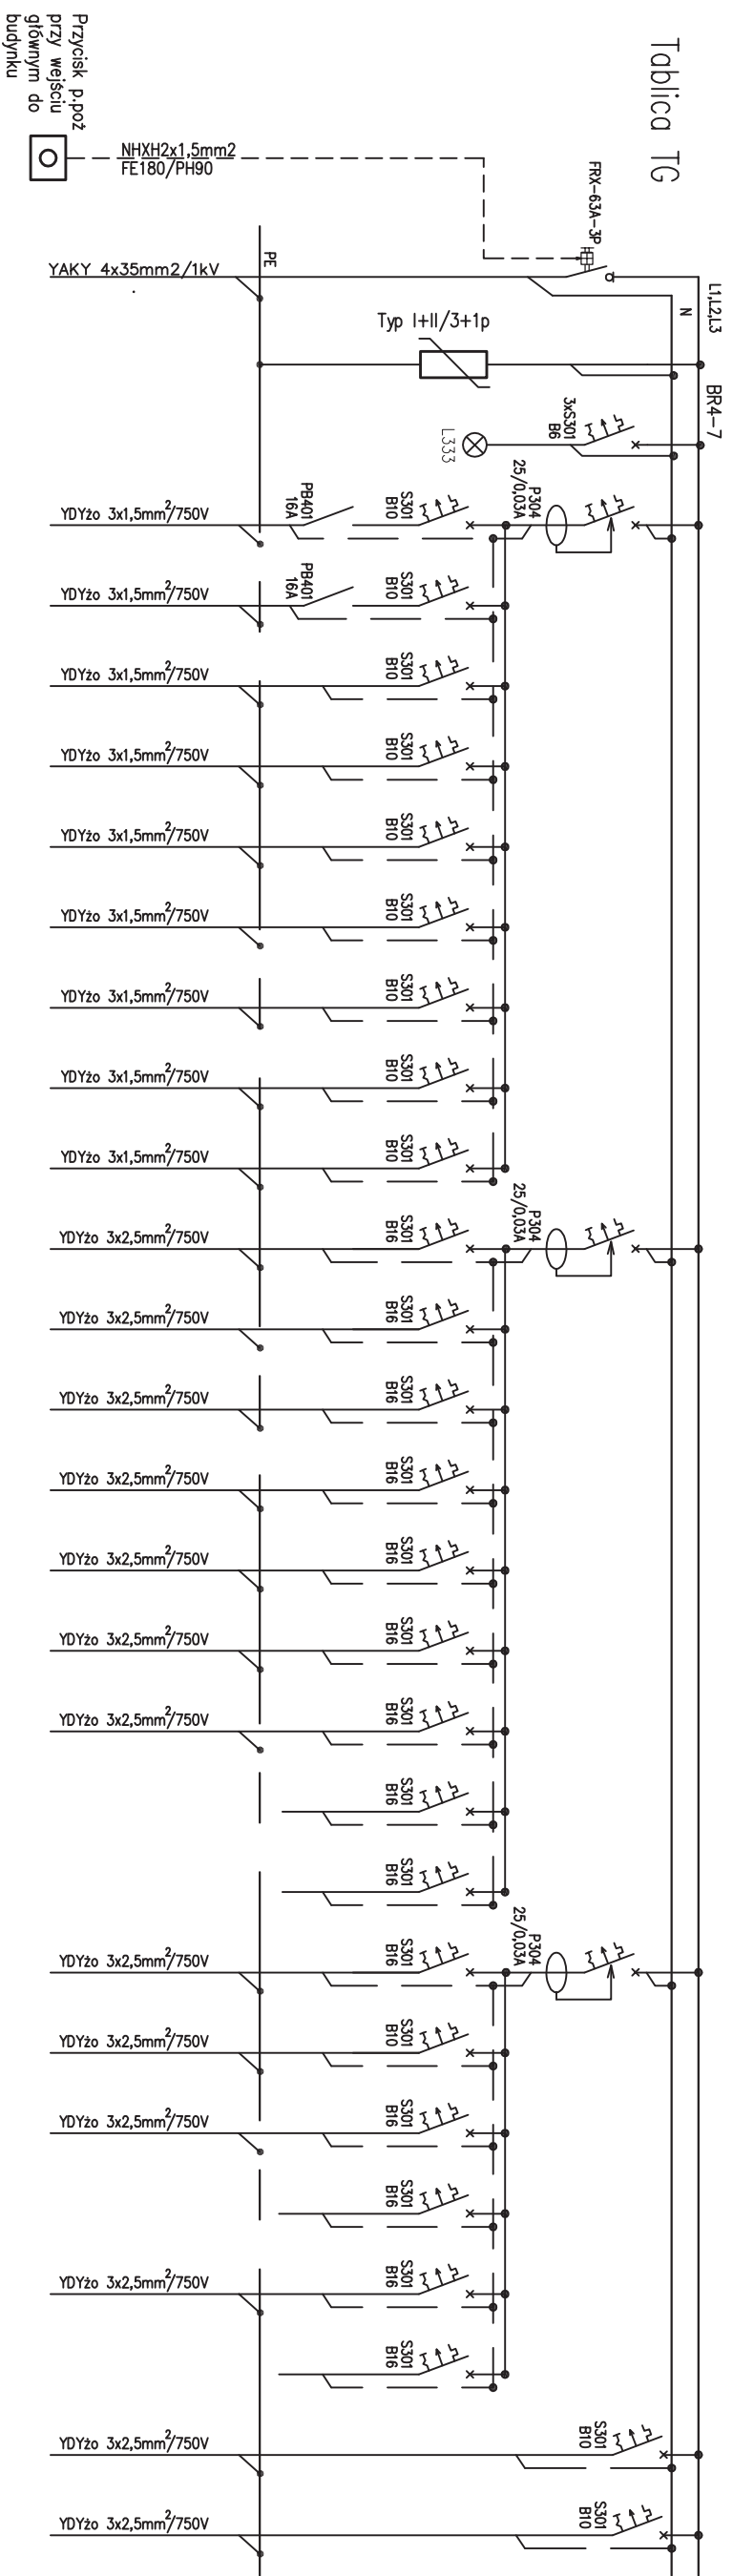 Tablica TG
Przycisk p.poż
przy wejściu
głównym do
budynku
NHXH2x1,5mm2
FE180/PH90
FRX-63A-3P
YAKY 4x35mm2/1kV
PE
L1,L2,L3
N
Typ I+II/3+1p
BR4-7
3xS301
B6
L333
P304
25/0,03A
YDYżo 3x1,5mm²/750V
PB401
16A
S301
B10
YDYżo 3x1,5mm²/750V
PB401
16A
S301
B10
YDYżo 3x1,5mm²/750V
S301
B10
YDYżo 3x1,5mm²/750V
S301
B10
YDYżo 3x1,5mm²/750V
S301
B10
YDYżo 3x1,5mm²/750V
S301
B10
YDYżo 3x1,5mm²/750V
S301
B10
YDYżo 3x1,5mm²/750V
S301
B10
YDYżo 3x1,5mm²/750V
S301
B10
P304
25/0,03A
YDYżo 3x2,5mm²/750V
S301
B16
YDYżo 3x2,5mm²/750V
S301
B16
YDYżo 3x2,5mm²/750V
S301
B16
YDYżo 3x2,5mm²/750V
S301
B16
YDYżo 3x2,5mm²/750V
S301
B16
YDYżo 3x2,5mm²/750V
S301
B16
YDYżo 3x2,5mm²/750V
S301
B16
S301
B16
S301
B16
P304
25/0,03A
YDYżo 3x2,5mm²/750V
S301
B16
YDYżo 3x2,5mm²/750V
S301
B10
YDYżo 3x2,5mm²/750V
S301
B16
S301
B16
YDYżo 3x2,5mm²/750V
S301
B16
S301
B16
YDYżo 3x2,5mm²/750V
S301
B10
YDYżo 3x2,5mm²/750V
S301
B10